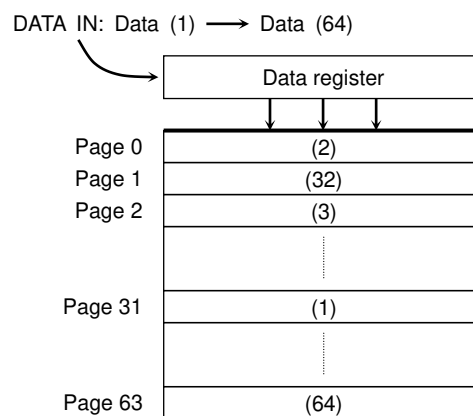 DATA IN: Data (1) → Data (64)
Data register
Page 0 (2)
Page 1 (32)
Page 2 (3)
Page 31 (1)
Page 63 (64)